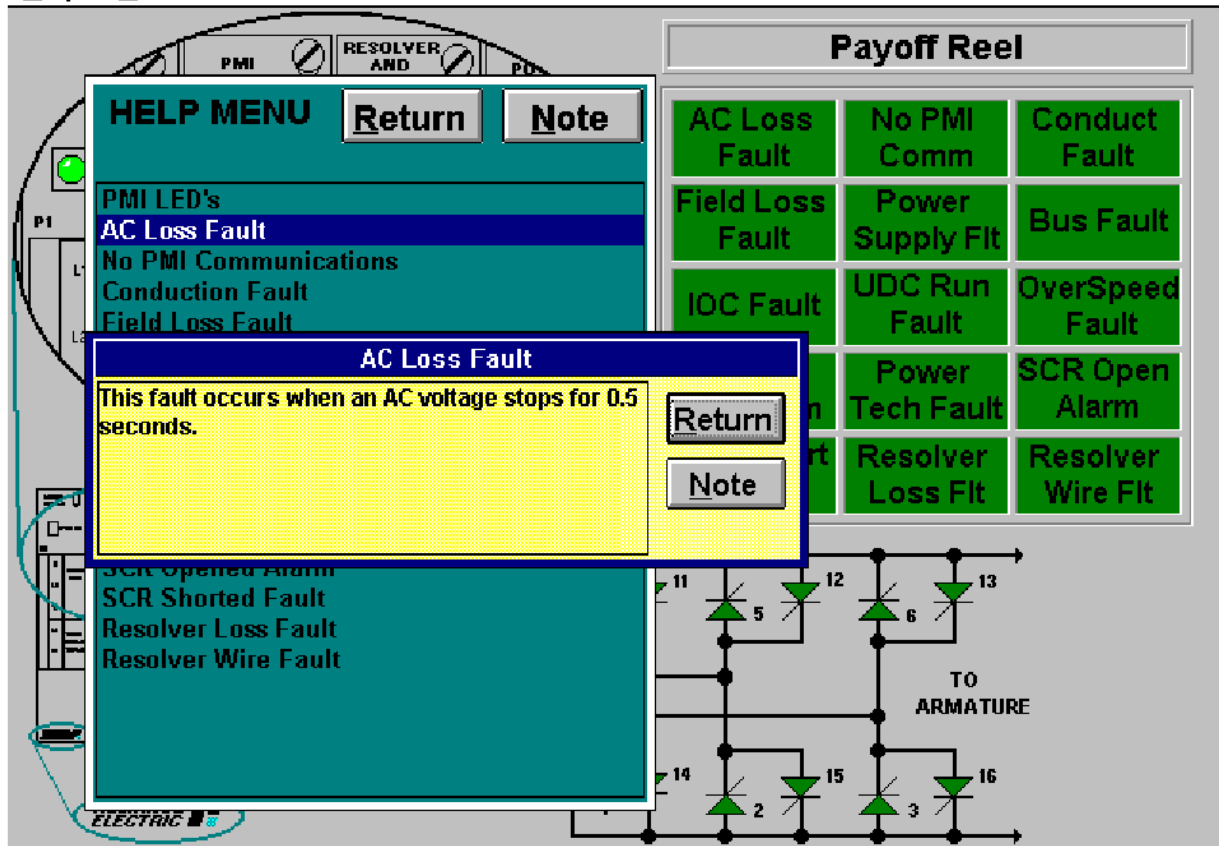 PMI
RESOLVER
AND
Payoff Reel
HELP MENU
Return
Note
PMI LED's
AC Loss Fault
No PMI Communications
Conduction Fault
Field Loss Fault
AC Loss Fault
This fault occurs when an AC voltage stops for 0.5
seconds.
Return
Note
SCR Opened Alarm
SCR Shorted Fault
Resolver Loss Fault
Resolver Wire Fault
AC Loss
Fault
No PMI
Comm
Conduct
Fault
Field Loss
Fault
Power
Supply Flt
Bus Fault
IOC Fault
UDC Run
Fault
OverSpeed
Fault
Power
Tech Fault
SCR Open
Alarm
Resolver
Loss Flt
Resolver
Wire Flt
P1
11
5
12
6
13
TO
ARMATURE
14
2
15
3
16
ELECTRIC